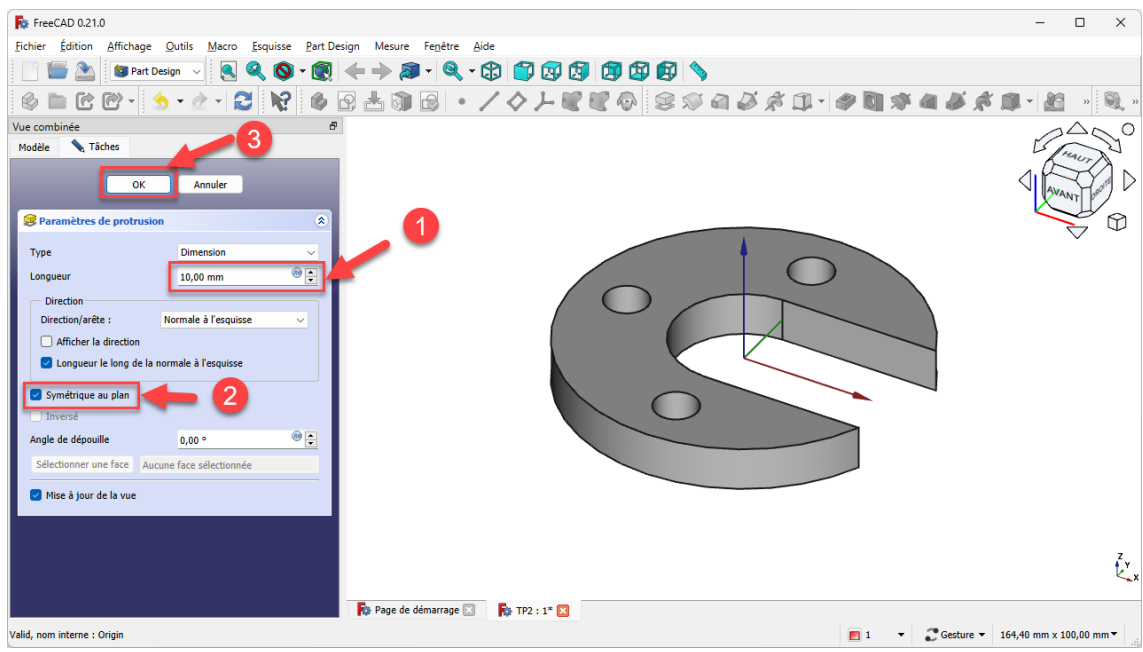 FreeCAD 0.21.0
Fichier Édition Affichage Outils Macro Esquisse Part Design Mesure Fenêtre Aide
Part Design
Vue combinée
Modèle Tâches
3
OK Annuler
Paramètres de protrusion
1
Type Dimension
Longueur 10,00 mm
Direction
Direction/arête : Normale à l'esquisse
Afficher la direction
Longueur le long de la normale à l'esquisse
Symétrique au plan
2
Inversé
Angle de dépouille 0,00 °
Sélectionner une face Aucune face sélectionnée
Mise à jour de la vue
HAUT
AVANT
DROITE
Z
Y
X
Page de démarrage TP2 : 1*
Valid, nom interne : Origin 1 Gesture 164,40 mm x 100,00 mm